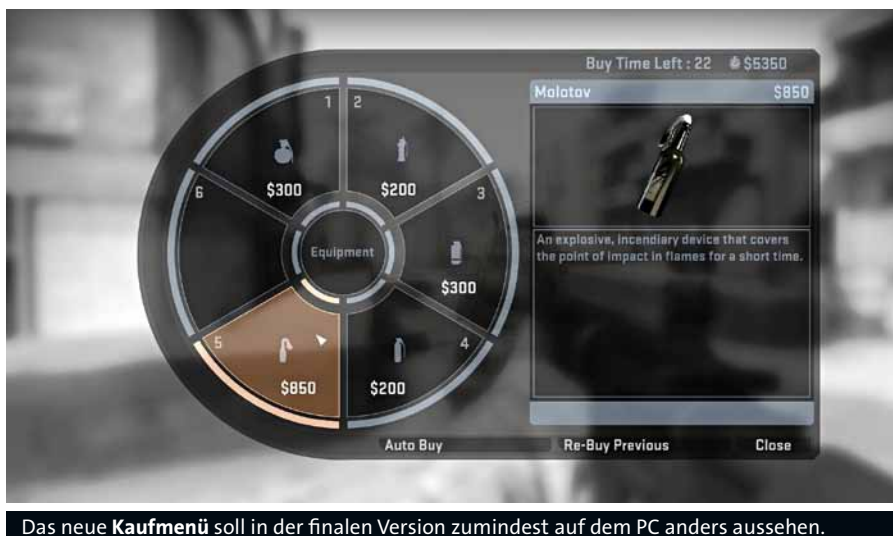 Buy Time Left : 22 $5350
Molotov $850
1
2
6
$300
$200
3
An explosive, incendiary device that covers
the point of impact in flames for a short time.
Equipment
$300
5
4
$850
$200
Auto Buy
Re-Buy Previous
Close
Das neue Kaufmenü soll in der finalen Version zumindest auf dem PC anders aussehen.